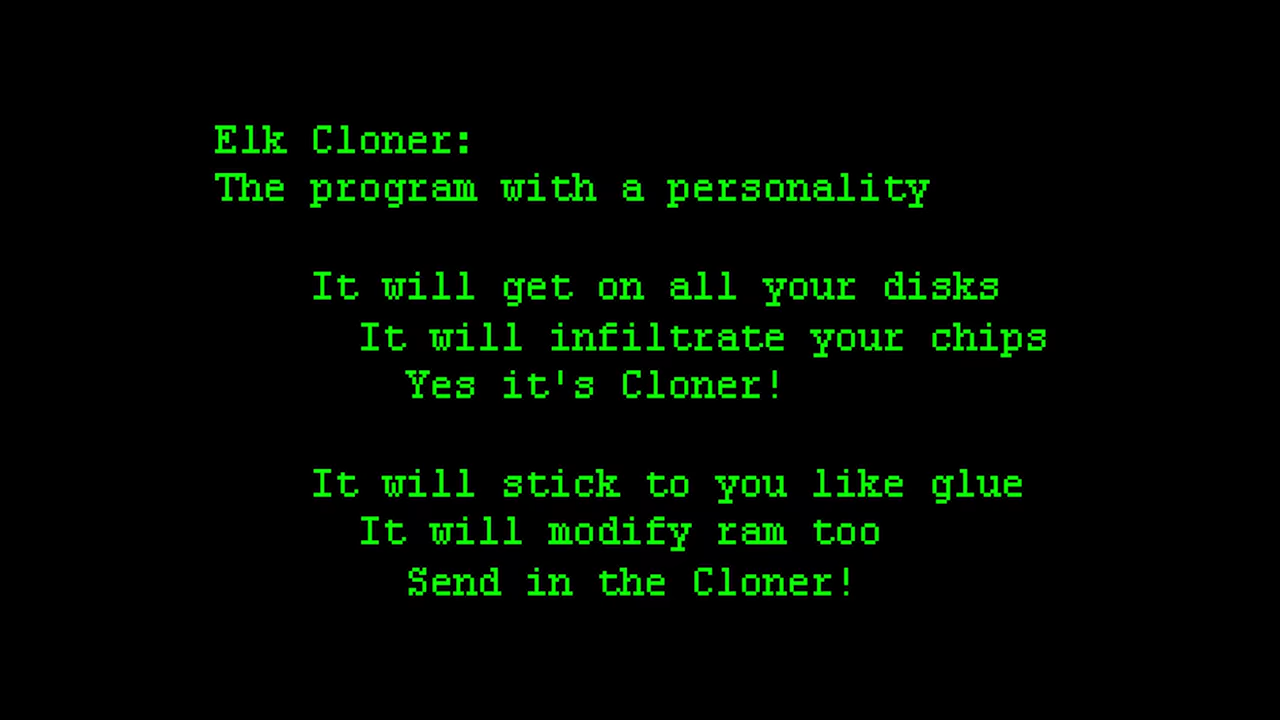 Elk Cloner:
The program with a personality
It will get on all your disks
It will infiltrate your chips
Yes it's Cloner!
It will stick to you like glue
It will modify ram too
Send in the Cloner!